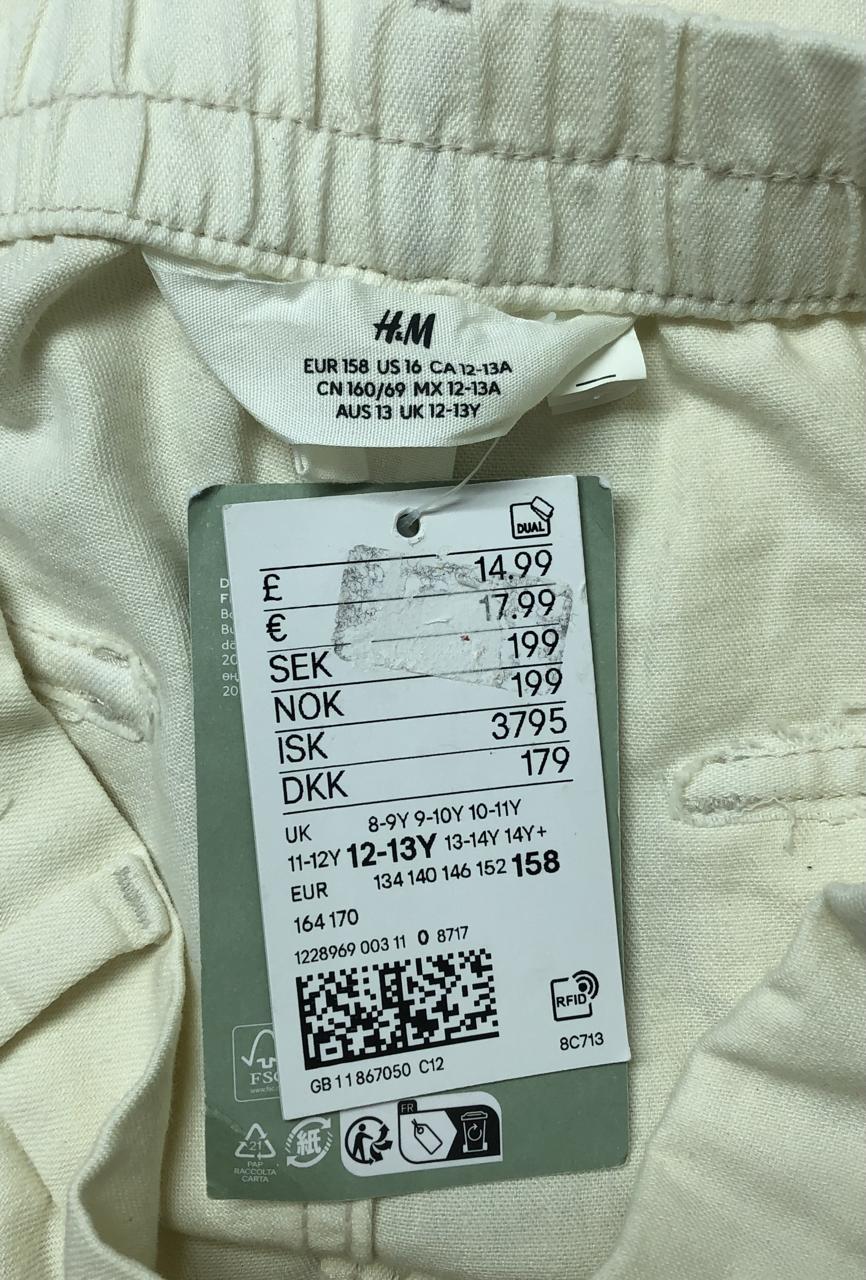 H&M
EUR 158 US 16 CA 12-13A
CN 160/69 MX 12-13A
AUS 13 UK 12-13Y
DUAL
£ 14.99
€ 17.99
SEK 199
NOK 199
ISK 3795
DKK 179
UK 8-9Y 9-10Y 10-11Y
11-12Y 12-13Y 13-14Y 14Y+
EUR 134 140 146 152 158
164 170
1228969 003 11 0 8717
RFID
8C713
GB11867050 C12
FSC
21
PAP
RACCOLTA
CARTA
紙
FR